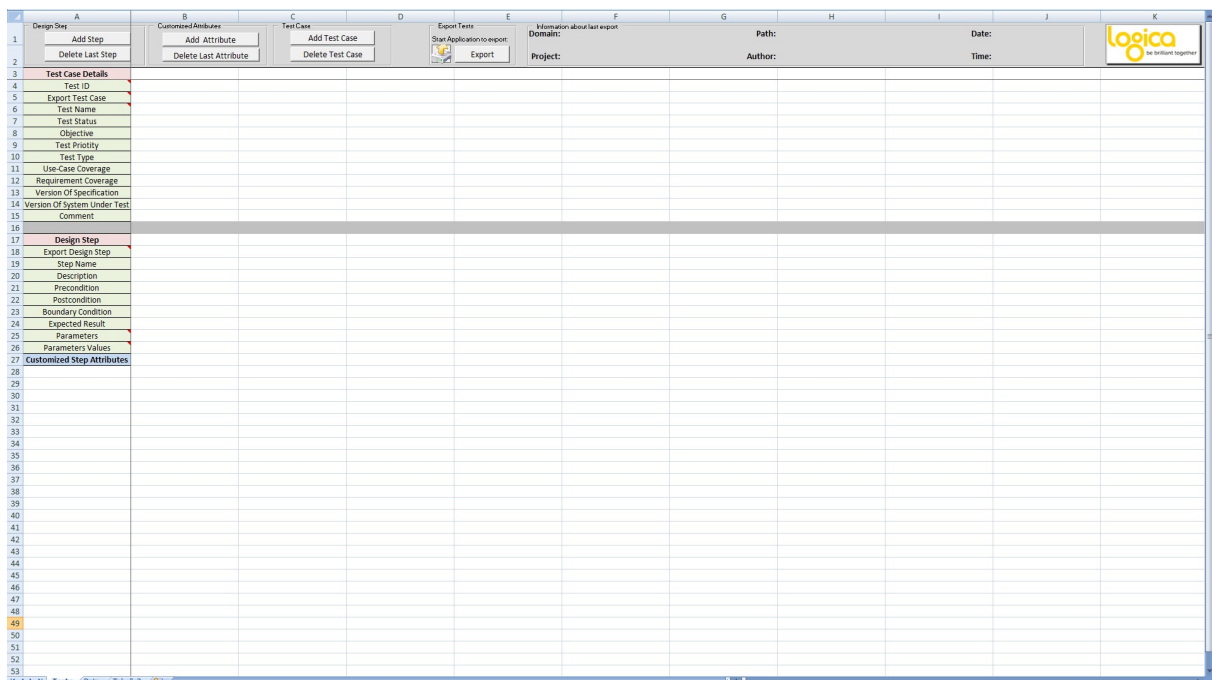 A B C D E F G H I J K
Design Step Customized Attributes Test Case Export Tests Information about last export
Add Step Add Attribute Add Test Case Start Application to export: Domain: Path: Date:
Delete Last Step Delete Last Attribute Delete Test Case Export Project: Author: Time:
logica
be brilliant together
1
2
3 Test Case Details
4 Test ID
5 Export Test Case
6 Test Name
7 Test Status
8 Objective
9 Test Priotity
10 Test Type
11 Use-Case Coverage
12 Requirement Coverage
13 Version Of Specification
14 Version Of System Under Test
15 Comment
16
17 Design Step
18 Export Design Step
19 Step Name
20 Description
21 Precondition
22 Postcondition
23 Boundary Condition
24 Expected Result
25 Parameters
26 Parameters Values
27 Customized Step Attributes
28
29
30
31
32
33
34
35
36
37
38
39
40
41
42
43
44
45
46
47
48
49
50
51
52
53